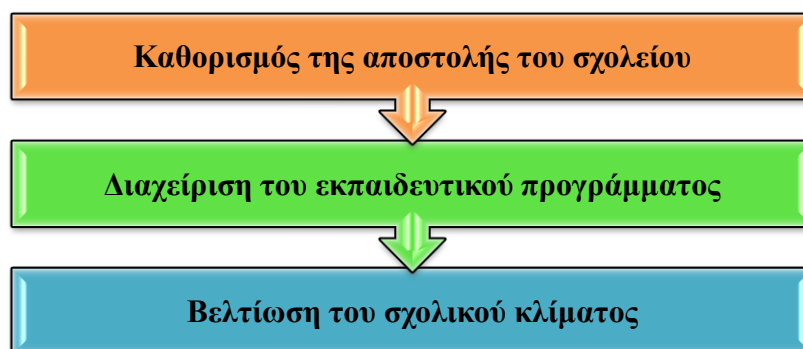 Καθορισμός της αποστολής του σχολείου
Διαχείριση του εκπαιδευτικού προγράμματος
Βελτίωση του σχολικού κλίματος